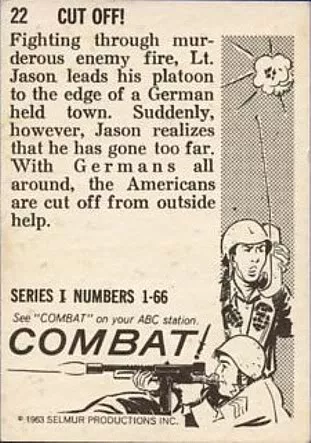 22 CUT OFF!
Fighting through mur-
derous enemy fire, Lt.
Jason leads his platoon
to the edge of a German
held town. Suddenly,
however, Jason realizes
that he has gone too far.
With Germans all
around, the Americans
are cut off from outside
help.
SERIES I NUMBERS 1-66
See "COMBAT" on your ABC station.
COMBAT!
© 1963 SELMUR PRODUCTIONS INC.